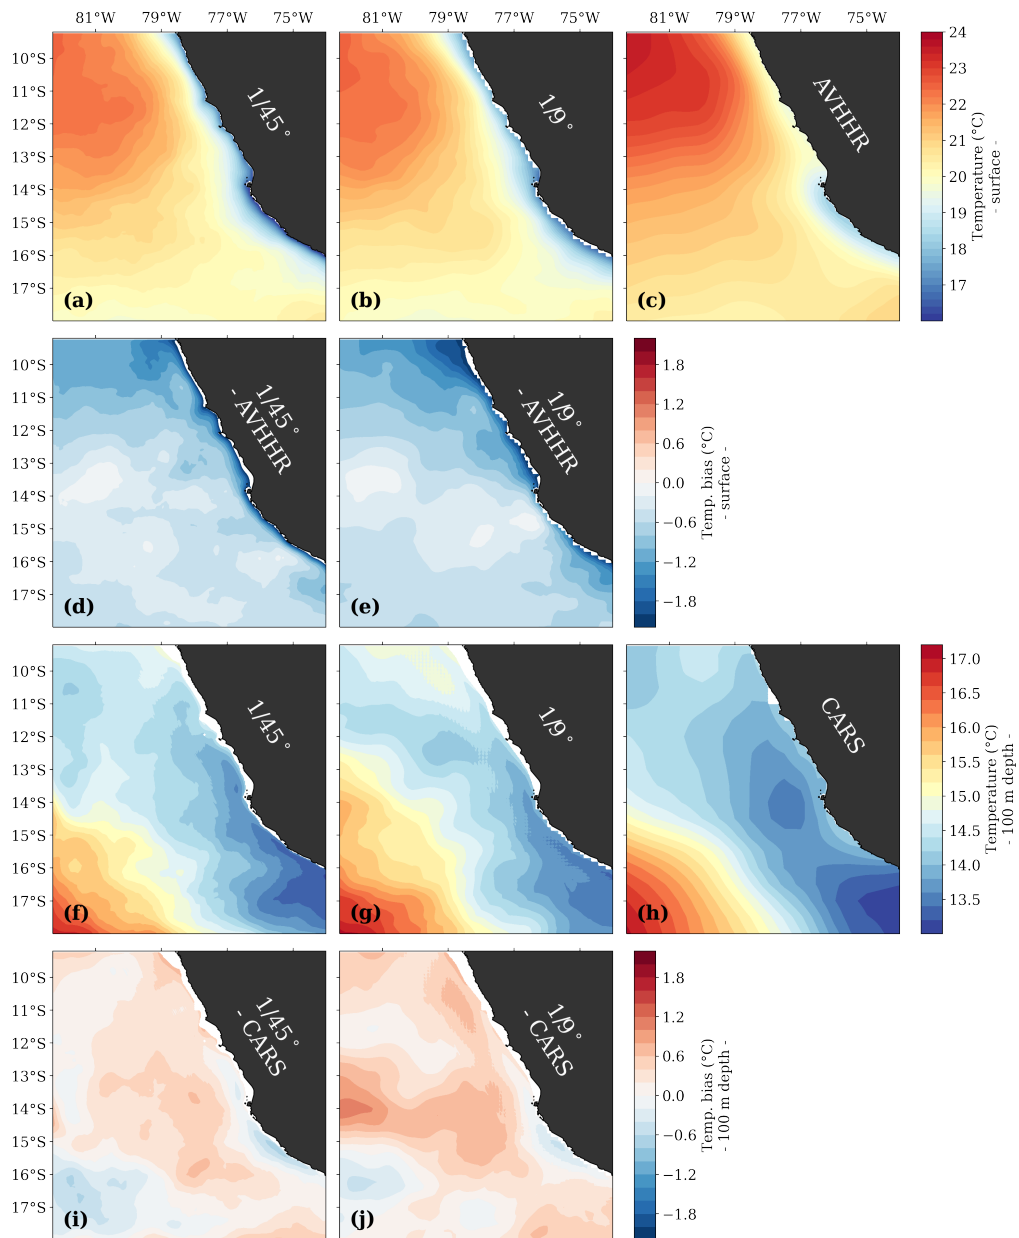 81°W 79°W 77°W 75°W 81°W 79°W 77°W 75°W 81°W 79°W 77°W 75°W
10°S
11°S
12°S
13°S
14°S
15°S
16°S
17°S
1/45°
(a)
1/9°
(b)
AVHHR
(c)
24
23
22
21
20
19
18
17
Temperature (°C)
- surface -
10°S
11°S
12°S
13°S
14°S
15°S
16°S
17°S
1/45°
- AVHHR
(d)
1/9°
- AVHHR
(e)
1.8
1.2
0.6
0.0
−0.6
−1.2
−1.8
Temp. bias (°C)
- surface -
10°S
11°S
12°S
13°S
14°S
15°S
16°S
17°S
1/45°
(f)
1/9°
(g)
CARS
(h)
17.0
16.5
16.0
15.5
15.0
14.5
14.0
13.5
Temperature (°C)
- 100 m depth -
10°S
11°S
12°S
13°S
14°S
15°S
16°S
17°S
1/45°
- CARS
(i)
1/9°
- CARS
(j)
1.8
1.2
0.6
0.0
−0.6
−1.2
−1.8
Temp. bias (°C)
- 100 m depth -